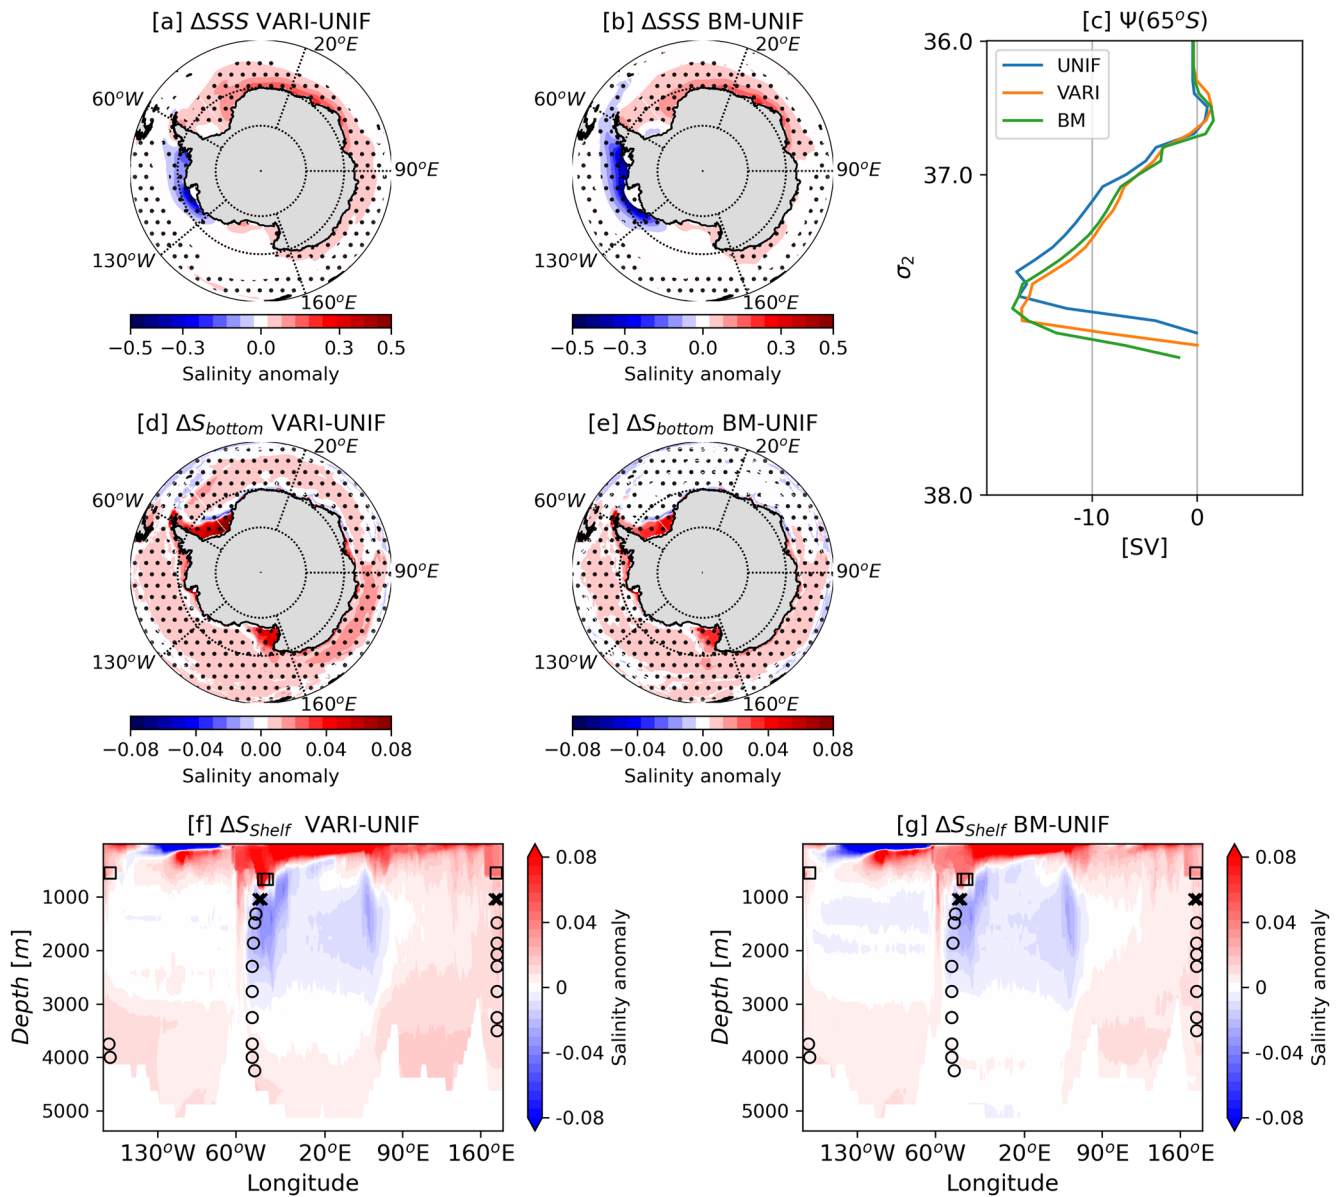 [a] ΔSSS VARI-UNIF
20°E
60°W
90°E
130°W
160°E
−0.5 −0.3 0.0 0.3 0.5
Salinity anomaly
[b] ΔSSS BM-UNIF
20°E
60°W
90°E
130°W
160°E
−0.5 −0.3 0.0 0.3 0.5
Salinity anomaly
[c] Ψ(65°S)
36.0
37.0
38.0
σ₂
UNIF
VARI
BM
-10 0
[SV]
[d] ΔS_bottom VARI-UNIF
20°E
60°W
90°E
130°W
160°E
−0.08 −0.04 0.00 0.04 0.08
Salinity anomaly
[e] ΔS_bottom BM-UNIF
20°E
60°W
90°E
130°W
160°E
−0.08 −0.04 0.00 0.04 0.08
Salinity anomaly
[f] ΔS_Shelf VARI-UNIF
Depth [m]
1000
2000
3000
4000
5000
130°W 60°W 20°E 90°E 160°E
Longitude
0.08
0.04
0
-0.04
-0.08
Salinity anomaly
[g] ΔS_Shelf BM-UNIF
Depth [m]
1000
2000
3000
4000
5000
130°W 60°W 20°E 90°E 160°E
Longitude
0.08
0.04
0
-0.04
-0.08
Salinity anomaly